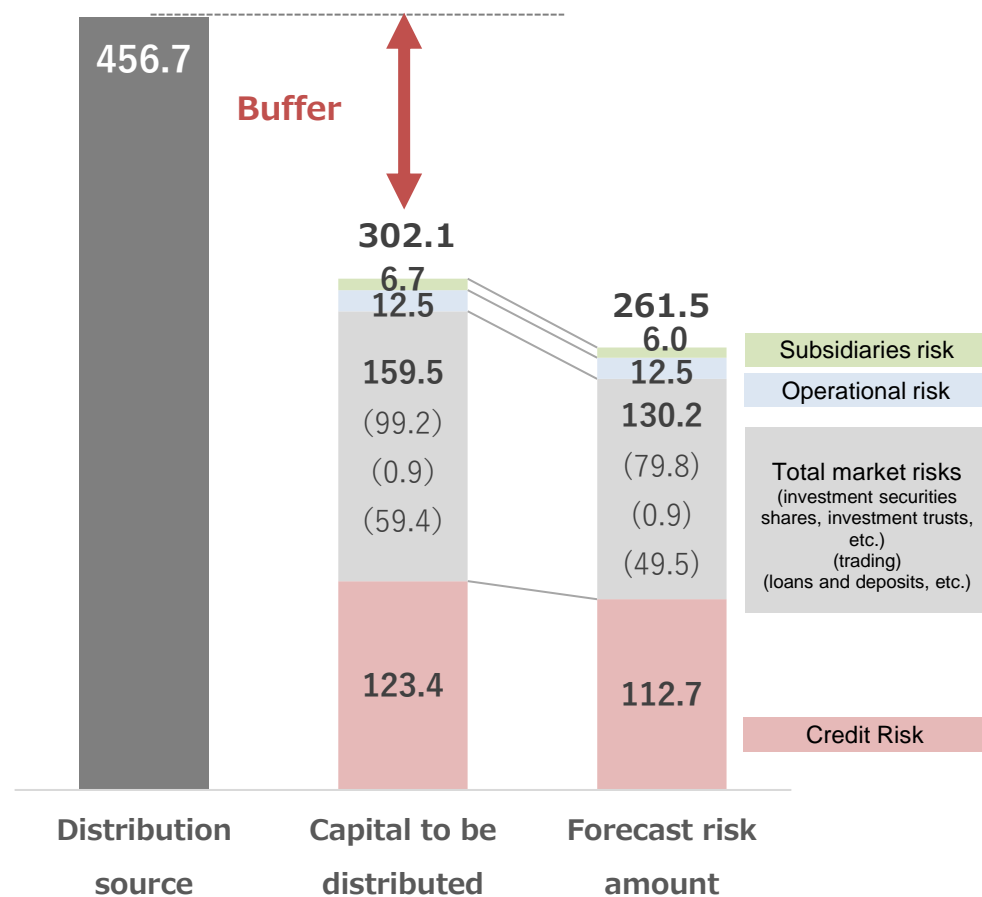 456.7
Buffer
302.1
6.7
12.5
159.5
(99.2)
(0.9)
(59.4)
123.4
261.5
6.0
12.5
130.2
(79.8)
(0.9)
(49.5)
112.7
Subsidiaries risk
Operational risk
Total market risks
(investment securities
shares, investment trusts,
etc.)
(trading)
(loans and deposits, etc.)
Credit Risk
Distribution
source
Capital to be
distributed
Forecast risk
amount